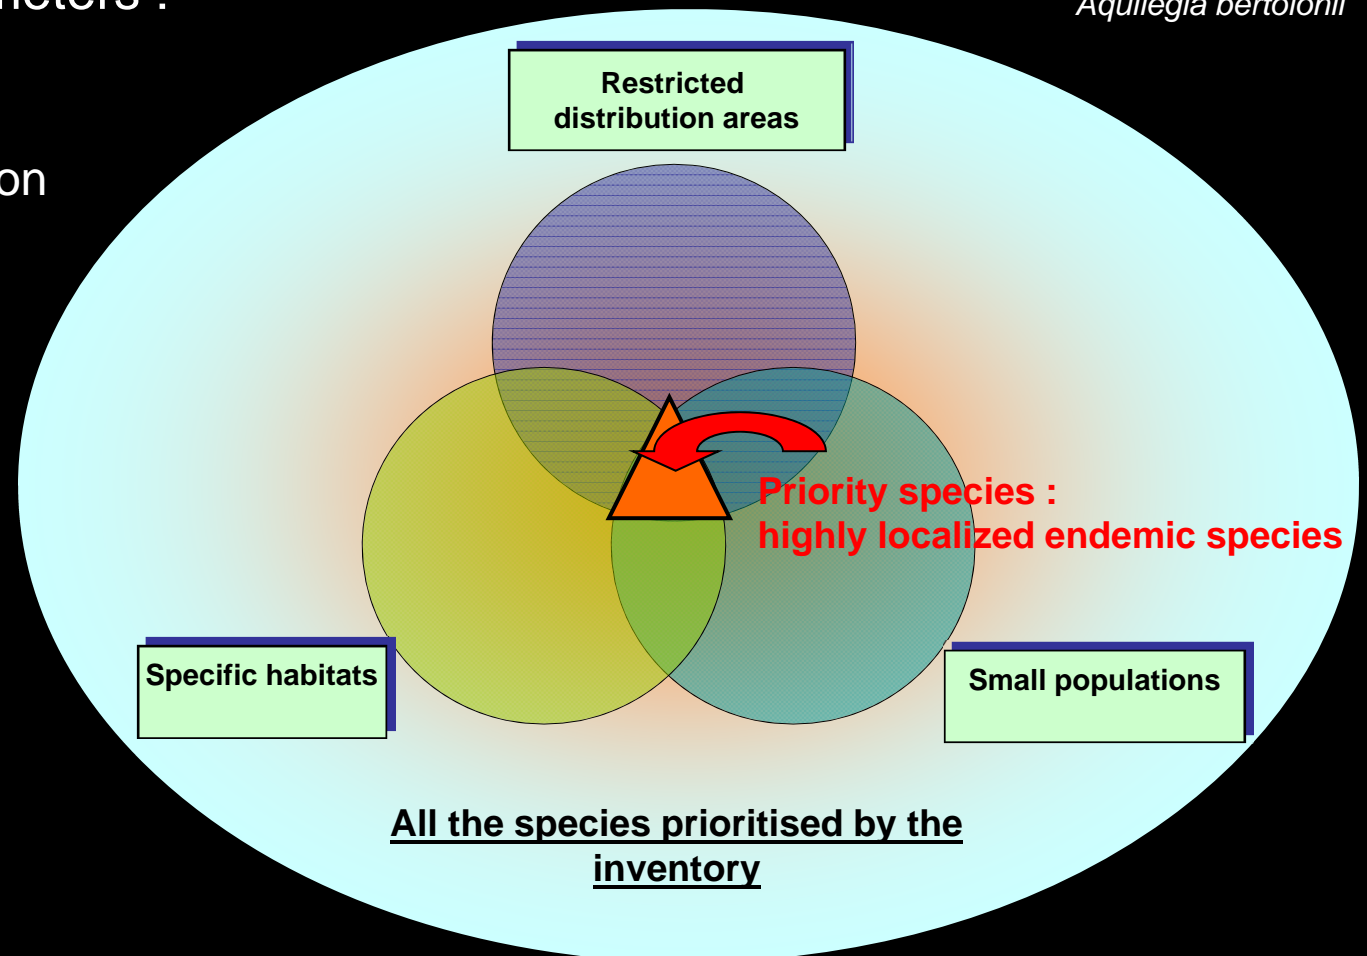 Aquilegia bertolonii
Restricted
distribution areas
on
Priority species :
highly localized endemic species
Specific habitats
Small populations
All the species prioritised by the
inventory